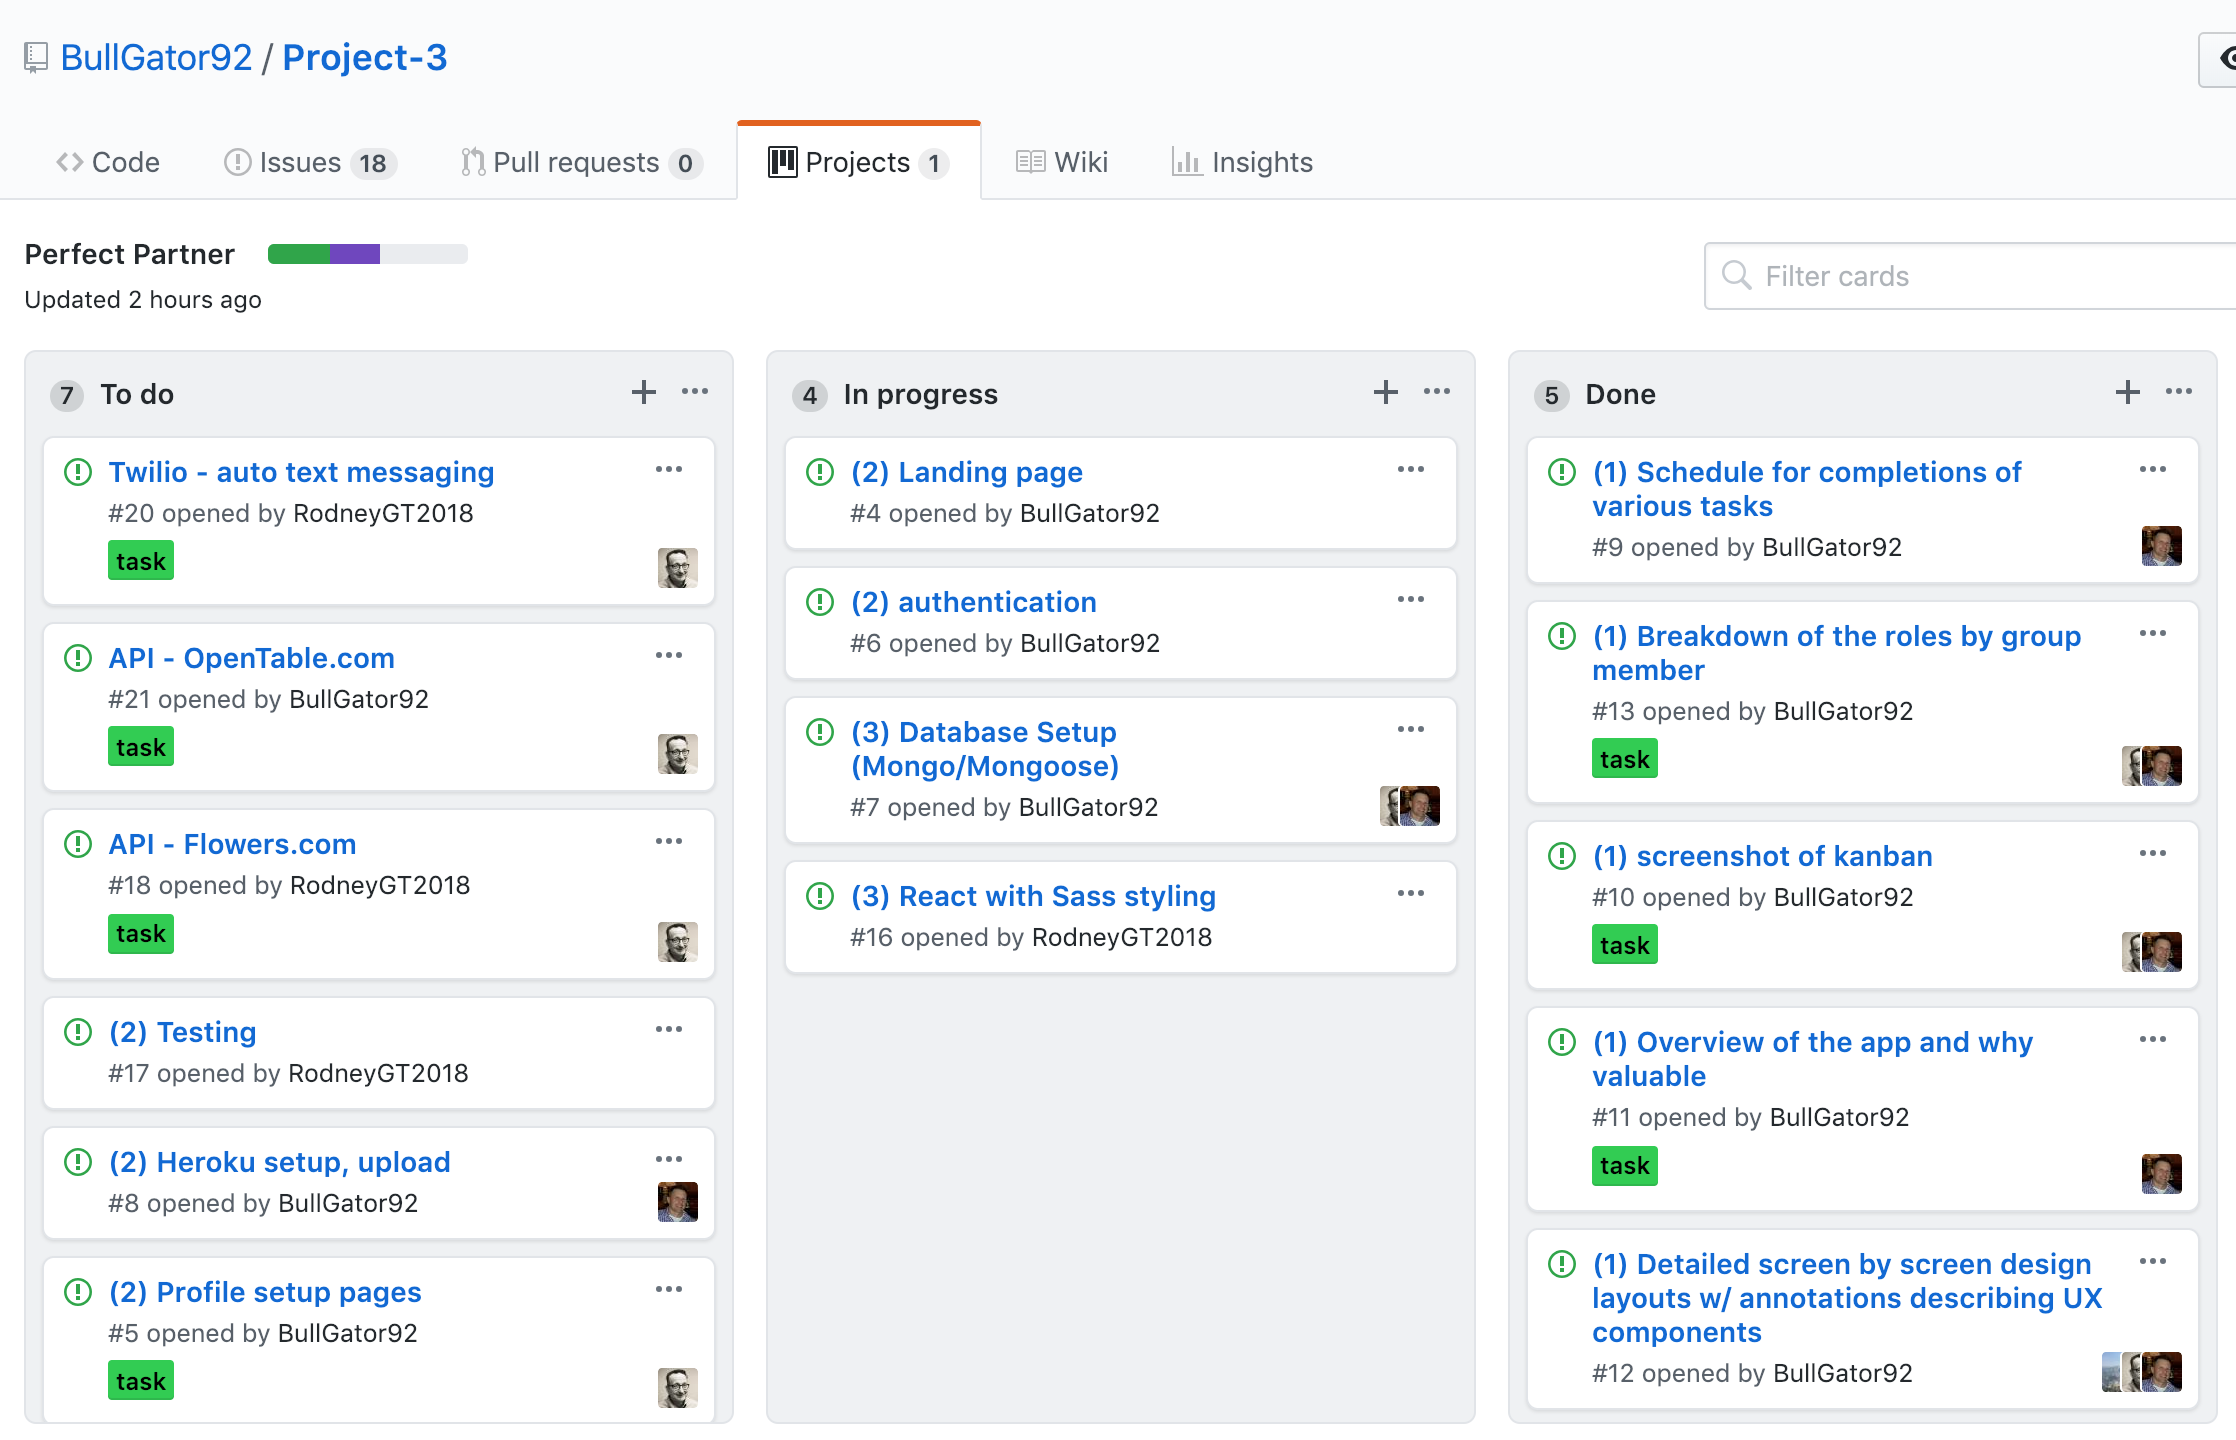 BullGator92 / Project-3
Code
Issues 18
Pull requests 0
Projects 1
Wiki
Insights
Perfect Partner
Updated 2 hours ago
Filter cards
7 To do
Twilio - auto text messaging
#20 opened by RodneyGT2018
task
API - OpenTable.com
#21 opened by BullGator92
task
API - Flowers.com
#18 opened by RodneyGT2018
task
(2) Testing
#17 opened by RodneyGT2018
(2) Heroku setup, upload
#8 opened by BullGator92
(2) Profile setup pages
#5 opened by BullGator92
task
4 In progress
(2) Landing page
#4 opened by BullGator92
(2) authentication
#6 opened by BullGator92
(3) Database Setup
(Mongo/Mongoose)
#7 opened by BullGator92
(3) React with Sass styling
#16 opened by RodneyGT2018
5 Done
(1) Schedule for completions of
various tasks
#9 opened by BullGator92
(1) Breakdown of the roles by group
member
#13 opened by BullGator92
task
(1) screenshot of kanban
#10 opened by BullGator92
task
(1) Overview of the app and why
valuable
#11 opened by BullGator92
task
(1) Detailed screen by screen design
layouts w/ annotations describing UX
components
#12 opened by BullGator92